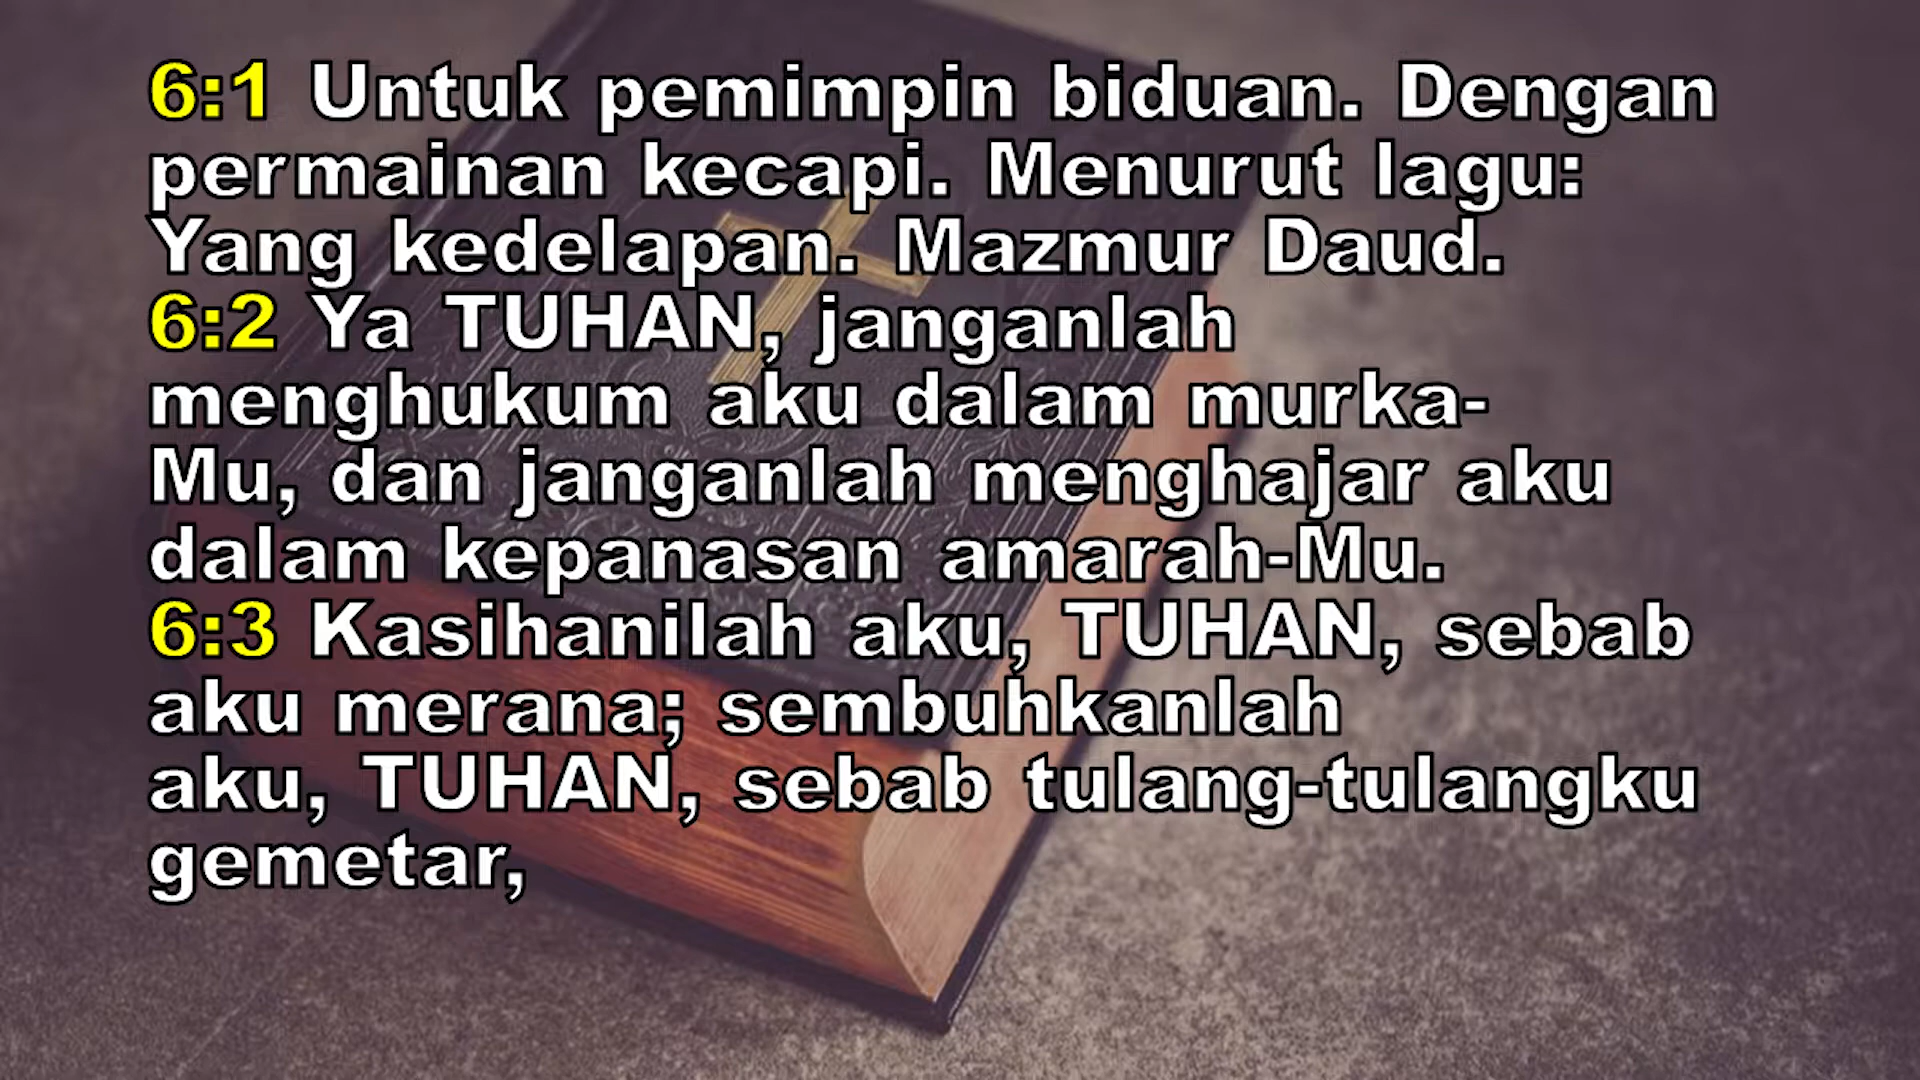 6:1 Untuk pemimpin biduan. Dengan
permainan kecapi. Menurut lagu:
Yang kedelapan. Mazmur Daud.
6:2 Ya TUHAN, janganlah
menghukum aku dalam murka-
Mu, dan janganlah menghajar aku
dalam kepanasan amarah-Mu.
6:3 Kasihanilah aku, TUHAN, sebab
aku merana; sembuhkanlah
aku, TUHAN, sebab tulang-tulangku
gemetar,